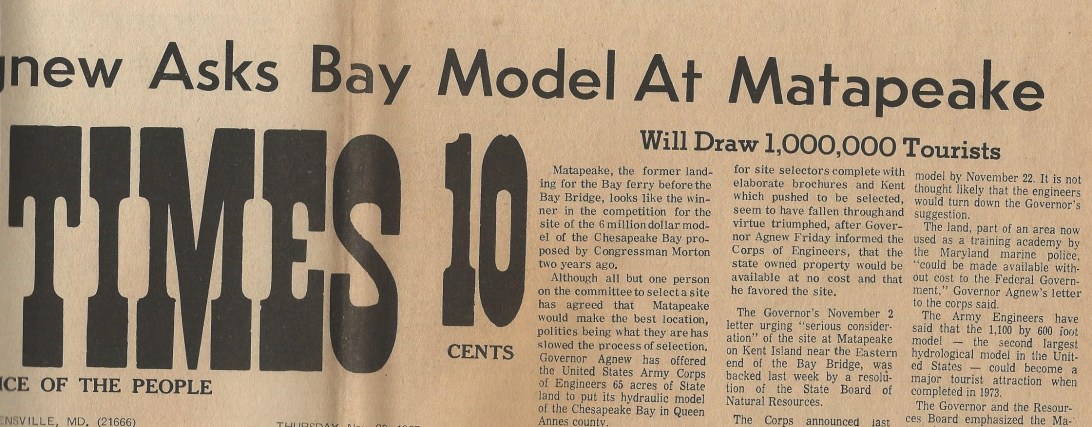 gnew Asks Bay Model At Matapeake
TIMES 10
CENTS
ICE OF THE PEOPLE
ENSVILLE, MD. (21666)
THURSDAY
Will Draw 1,000,000 Tourists
Matapeake, the former land-
ing for the Bay ferry before the
Bay Bridge, looks like the win-
ner in the competition for the
site of the 6 million dollar mod-
el of the Chesapeake Bay pro-
posed by Congressman Morton
two years ago.
Although all but one person
on the committee to select a site
has agreed that Matapeake
would make the best location,
politics being what they are has
slowed the process of selection.
Governor Agnew has offered
the United States Army Corps
of Engineers 65 acres of State
land to put its hydraulic model
of the Chesapeake Bay in Queen
Annes county.
for site selectors complete with
elaborate brochures and Kent
which pushed to be selected,
seem to have fallen through and
virtue triumphed, after Gover-
nor Agnew Friday informed the
Corps of Engineers, that the
state owned property would be
available at no cost and that
he favored the site.
The Governor's November 2
letter urging "serious consider-
ation" of the site at Matapeake
on Kent Island near the Eastern
end of the Bay Bridge, was
backed last week by a resolu-
tion of the State Board of
Natural Resources.
The Corps announced last
model by November 22. It is not
thought likely that the engineers
would turn down the Governor's
suggestion.
The land, part of an area now
used as a training academy by
the Maryland marine police,
"could be made available with-
out cost to the Federal Govern-
ment," Governor Agnew's letter
to the corps said.
The Army Engineers have
said that the 1,100 by 600 foot
model — the second largest
hydrological model in the Unit-
ed States — could become a
major tourist attraction when
completed in 1973.
The Governor and the Resour-
ces Board emphasized the Ma-